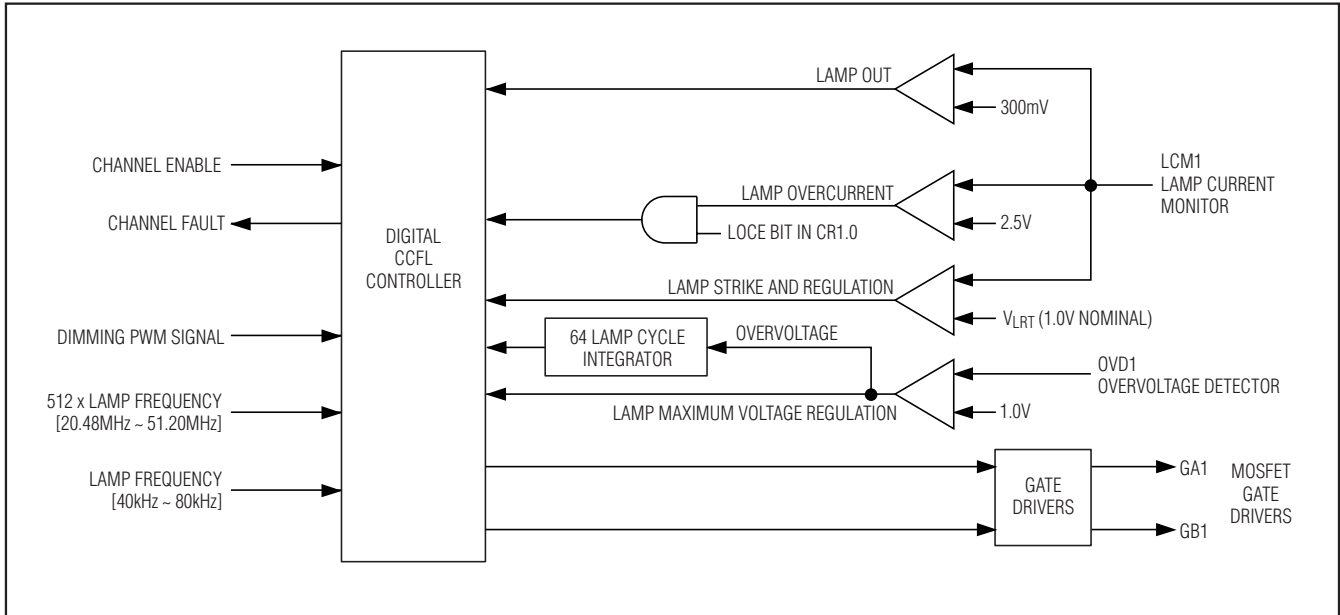 LAMP OUT
300mV
LCM1
LAMP CURRENT
MONITOR
CHANNEL ENABLE
LAMP OVERCURRENT
LOCE BIT IN CR1.0
2.5V
CHANNEL FAULT
DIGITAL
CCFL
CONTROLLER
LAMP STRIKE AND REGULATION
VLRT (1.0V NOMINAL)
DIMMING PWM SIGNAL
64 LAMP CYCLE
INTEGRATOR
OVERVOLTAGE
OVD1
OVERVOLTAGE DETECTOR
LAMP MAXIMUM VOLTAGE REGULATION
1.0V
512 x LAMP FREQUENCY
[20.48MHz ~ 51.20MHz]
LAMP FREQUENCY
[40kHz ~ 80kHz]
GATE
DRIVERS
GA1
GB1
MOSFET
GATE
DRIVERS